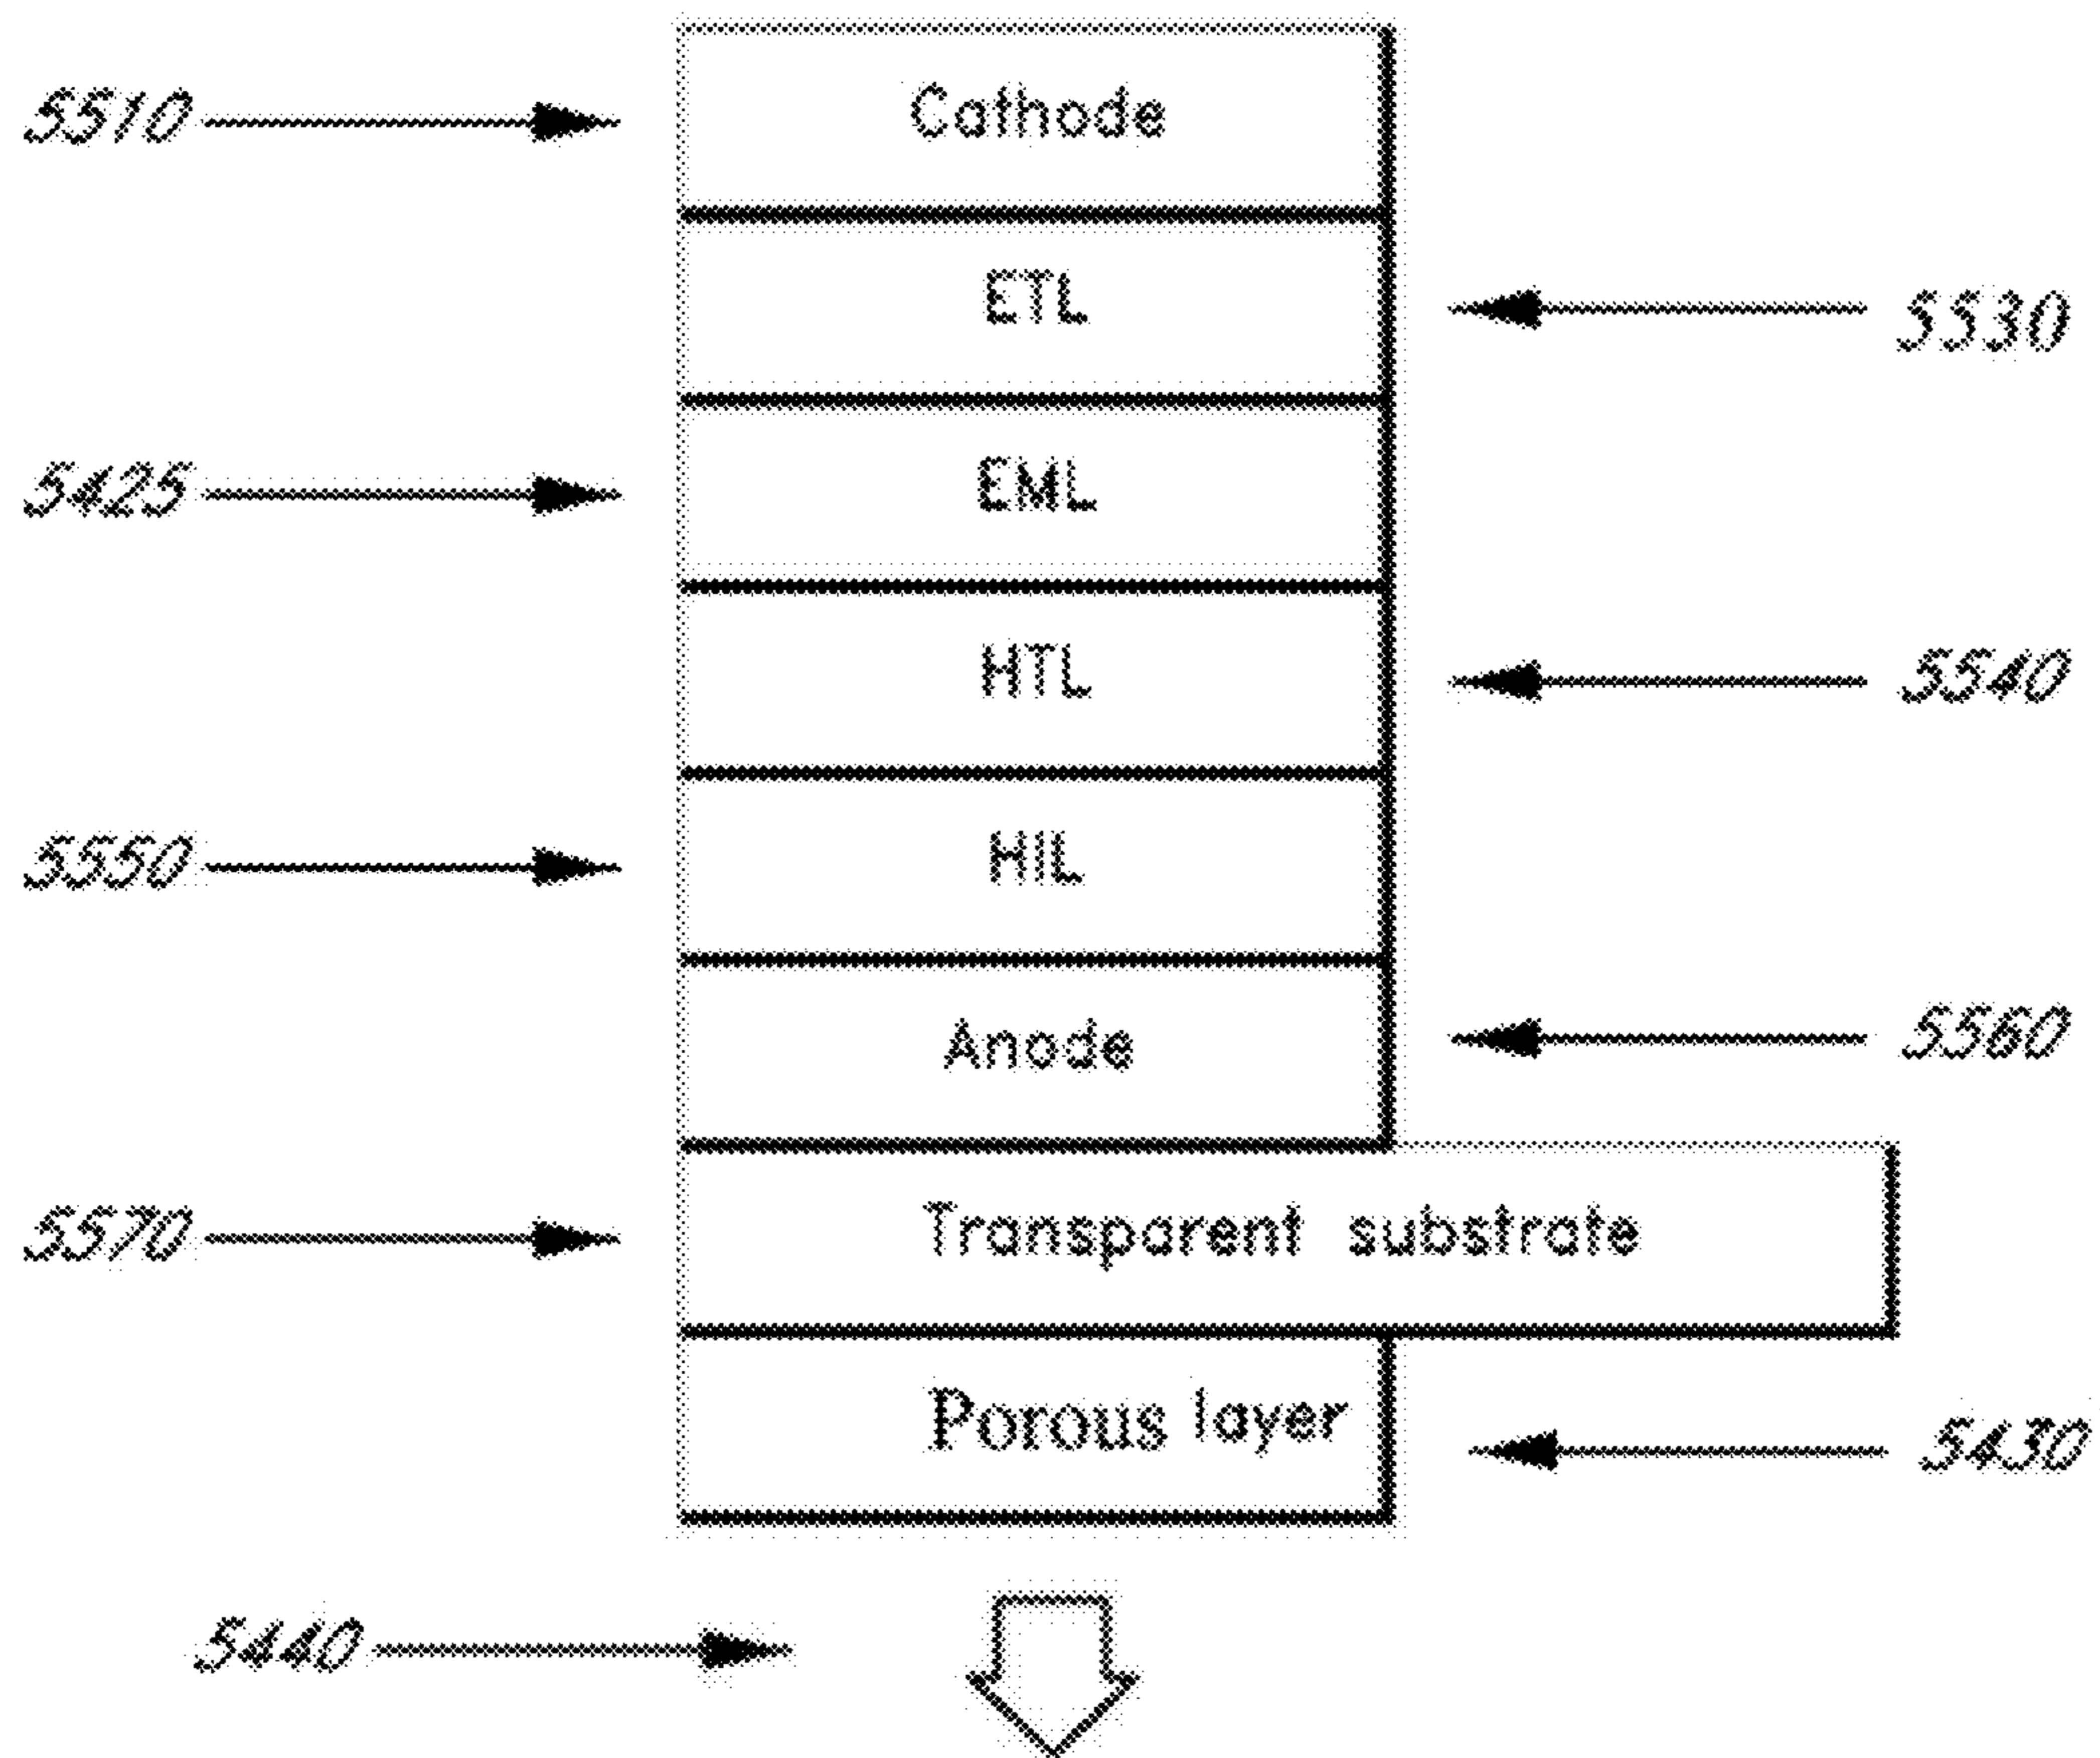 5510
Cathode
ETL
5530
5425
EML
HTL
5540
5550
HIL
Anode
5560
5570
Transparent substrate
Porous layer
5430
5440